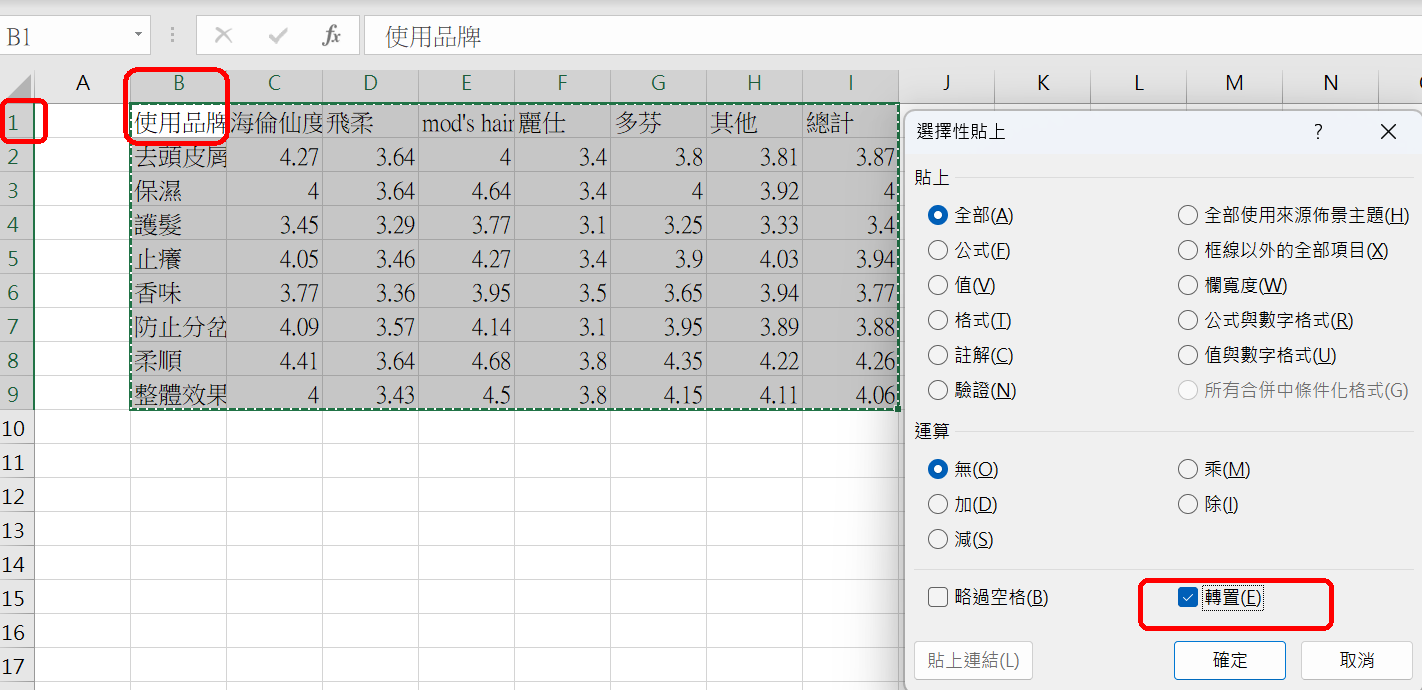 B1 fx 使用品牌
A B C D E F G H I J K L M N
1 使用品牌 海倫仙度 飛柔 mod's hair 麗仕 多芬 其他 總計
2 去頭皮屑 4.27 3.64 4 3.4 3.8 3.81 3.87
3 保濕 4 3.64 4.64 3.4 4 3.92 4
4 護髮 3.45 3.29 3.77 3.1 3.25 3.33 3.4
5 止癢 4.05 3.46 4.27 3.4 3.9 4.03 3.94
6 香味 3.77 3.36 3.95 3.5 3.65 3.94 3.77
7 防止分岔 4.09 3.57 4.14 3.1 3.95 3.89 3.88
8 柔順 4.41 3.64 4.68 3.8 4.35 4.22 4.26
9 整體效果 4 3.43 4.5 3.8 4.15 4.11 4.06
10
11
12
13
14
15
16
17
選擇性貼上 ?
貼上
全部(A) 全部使用來源佈景主題(H)
公式(F) 框線以外的全部項目(X)
值(V) 欄寬度(W)
格式(T) 公式與數字格式(R)
註解(C) 值與數字格式(U)
驗證(N) 所有合併中條件化格式(G)
運算
無(O) 乘(M)
加(D) 除(I)
減(S)
略過空格(B) 轉置(E)
貼上連結(L) 確定 取消